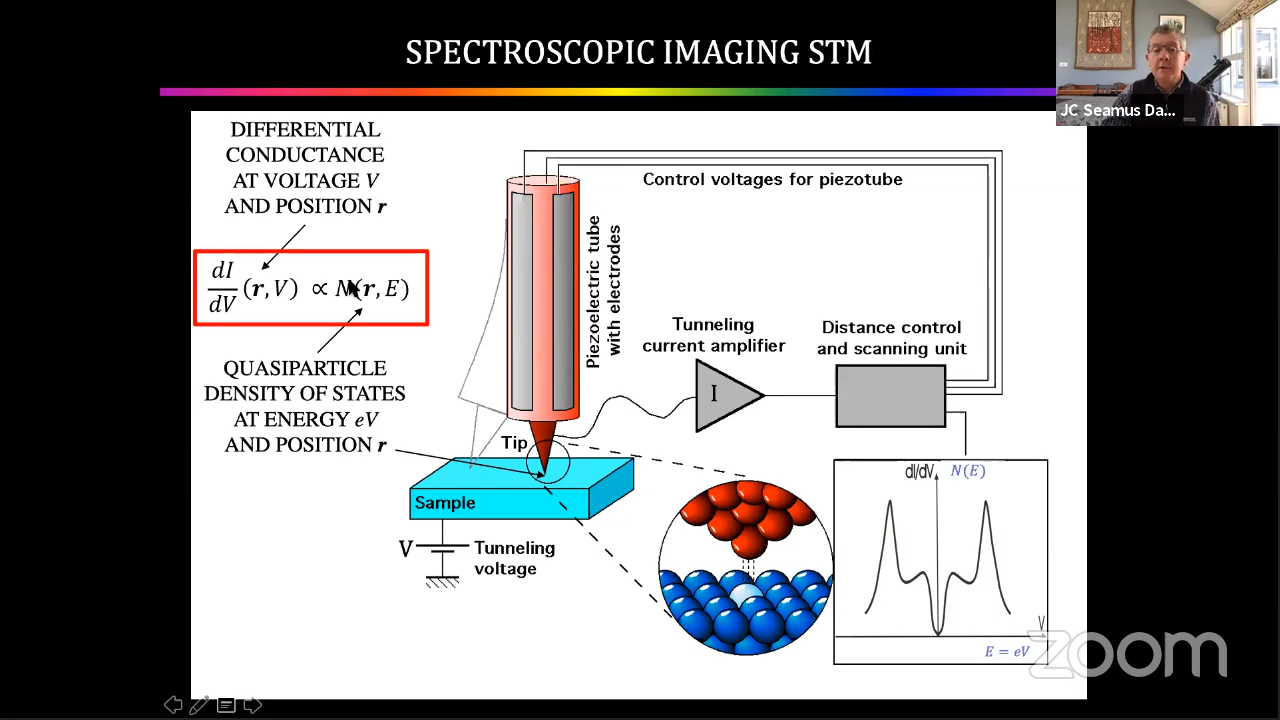 SPECTROSCOPIC IMAGING STM
JC Seamus Da...
DIFFERENTIAL
CONDUCTANCE
AT VOLTAGE V
AND POSITION r
dI/dV (r, V) ∝ N(r, E)
QUASIPARTICLE
DENSITY OF STATES
AT ENERGY eV
AND POSITION r
Control voltages for piezotube
Piezoelectric tube
with electrodes
Tunneling
current amplifier
Distance control
and scanning unit
I
Tip
Sample
V
Tunneling
voltage
dI/dV N(E)
V
E = eV
zoom